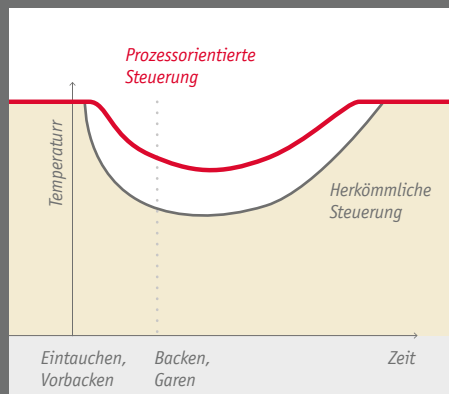 Prozessorientierte
Steuerung
Temperaturr
Herkömmliche
Steuerung
Eintauchen,
Vorbacken
Backen,
Garen
Zeit